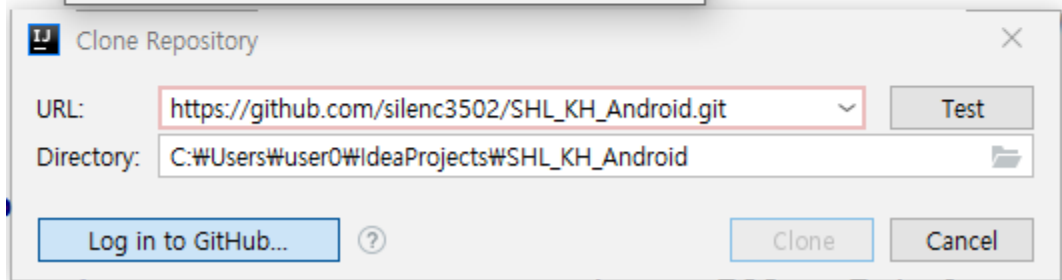 IJ Clone Repository
URL: https://github.com/silenc3502/SHL_KH_Android.git Test
Directory: C:₩Users₩user0₩IdeaProjects₩SHL_KH_Android
Log in to GitHub... ? Clone Cancel